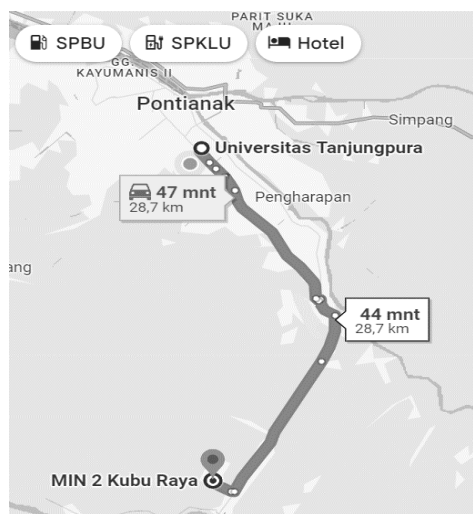 PARIT SUKA
SPBU
SPKLU
Hotel
KAYUMANIS II
Pontianak
Simpang
Universitas Tanjungpura
47 mnt
28,7 km
Pengharapan
ang
44 mnt
28,7 km
MIN 2 Kubu Raya